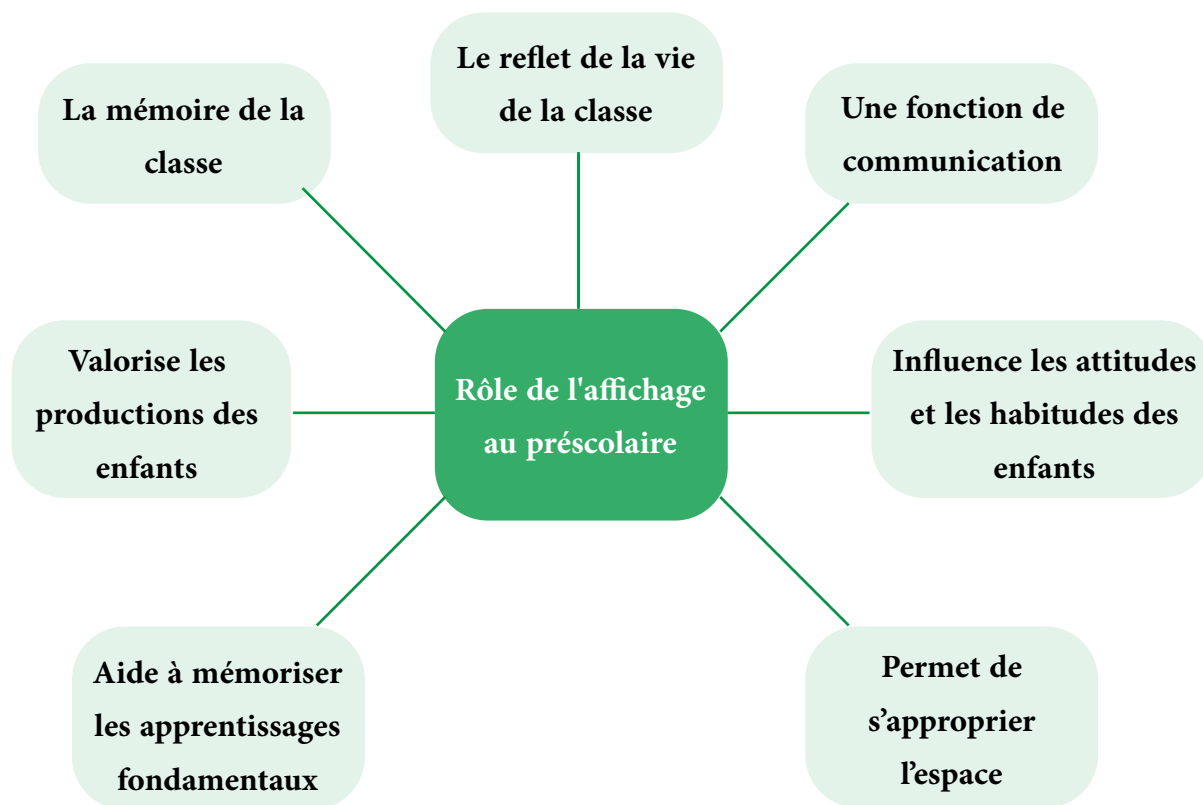 Le reflet de la vie
de la classe
La mémoire de la
classe
Une fonction de
communication
Valorise les
productions des
enfants
Rôle de l'affichage
au préscolaire
Influence les attitudes
et les habitudes des
enfants
Aide à mémoriser
les apprentissages
fondamentaux
Permet de
s’approprier
l’espace